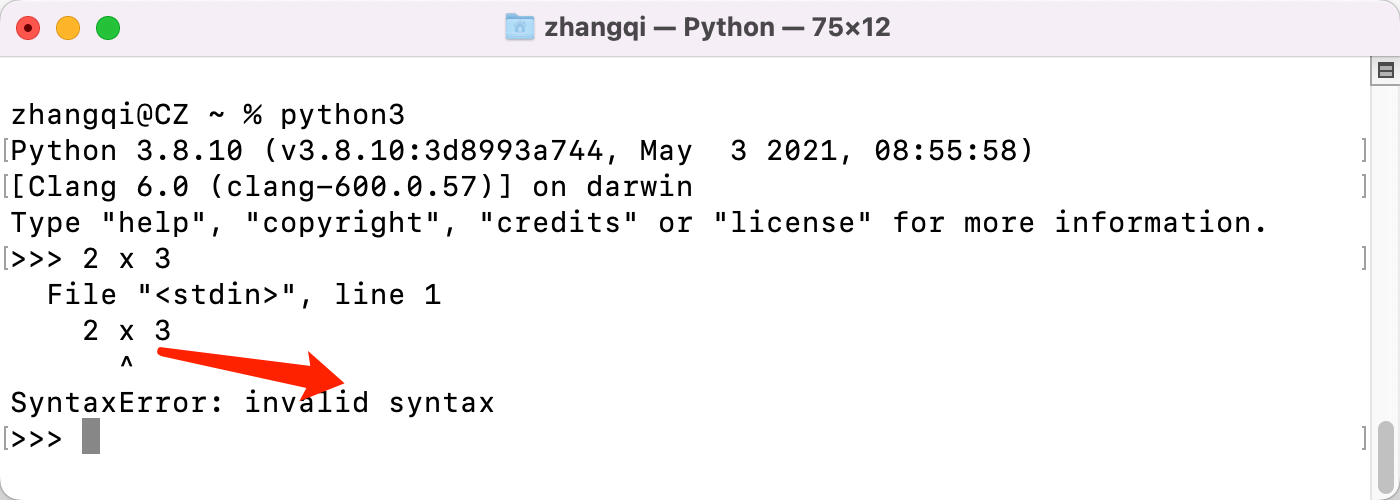 zhangqi — Python — 75×12
zhangqi@CZ ~ % python3
[Python 3.8.10 (v3.8.10:3d8993a744, May  3 2021, 08:55:58) ]
[[Clang 6.0 (clang-600.0.57)] on darwin ]
Type "help", "copyright", "credits" or "license" for more information.
[>>> 2 x 3 ]
  File "<stdin>", line 1
    2 x 3
      ^
SyntaxError: invalid syntax
[>>> ]